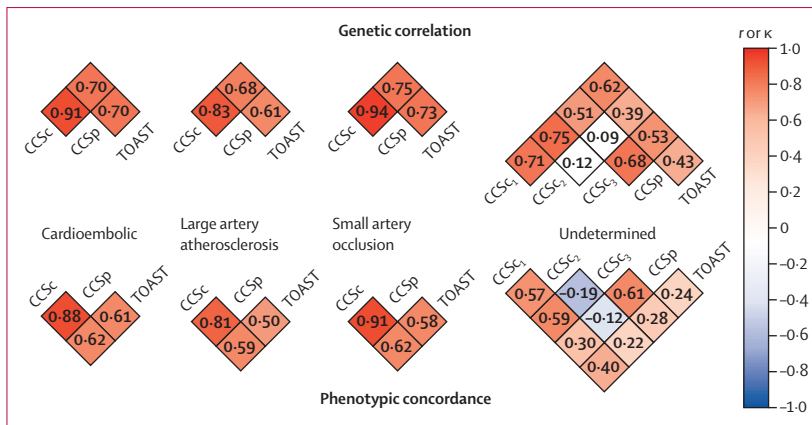 Genetic correlation
r or κ
0·70
0·91 0·70
CCSc CCSp TOAST
0·68
0·83 0·61
CCSc CCSp TOAST
0·75
0·94 0·73
CCSc CCSp TOAST
0·62
0·51 0·39
0·75 0·09 0·53
0·71 0·12 0·68 0·43
CCSc1 CCSc2 CCSc3 CCSp TOAST
Cardioembolic
Large artery
atherosclerosis
Small artery
occlusion
Undetermined
CCSc CCSp TOAST
0·88 0·61
0·62
CCSc CCSp TOAST
0·81 0·50
0·59
CCSc CCSp TOAST
0·91 0·58
0·62
CCSc1 CCSc2 CCSc3 CCSp TOAST
0·57 –0·19 0·61 0·24
0·59 –0·12 0·28
0·30 0·22
0·40
Phenotypic concordance
1·0
0·8
0·6
0·4
0·2
0
–0·2
–0·4
–0·6
–0·8
–1·0